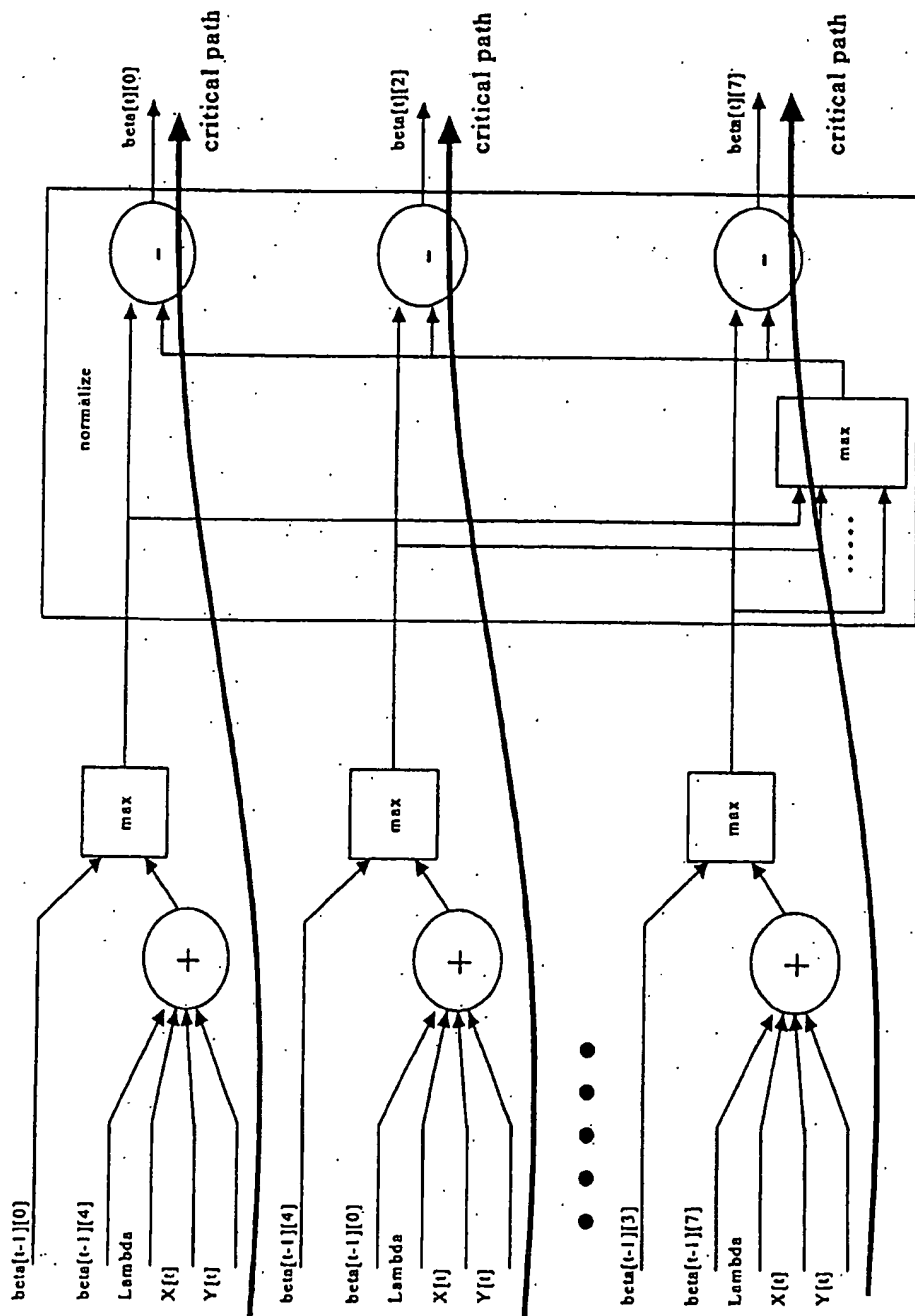 beta[t-1][0]
beta[t-1][4]
Lambda
X[t]
Y[t]
+
max
normalize
-
beta[t][0]
critical path
beta[t-1][4]
beta[t-1][0]
Lambda
X[t]
Y[t]
+
max
-
beta[t][2]
critical path
beta[t-1][3]
beta[t-1][7]
Lambda
X[t]
Y[t]
+
max
max
-
beta[t][7]
critical path